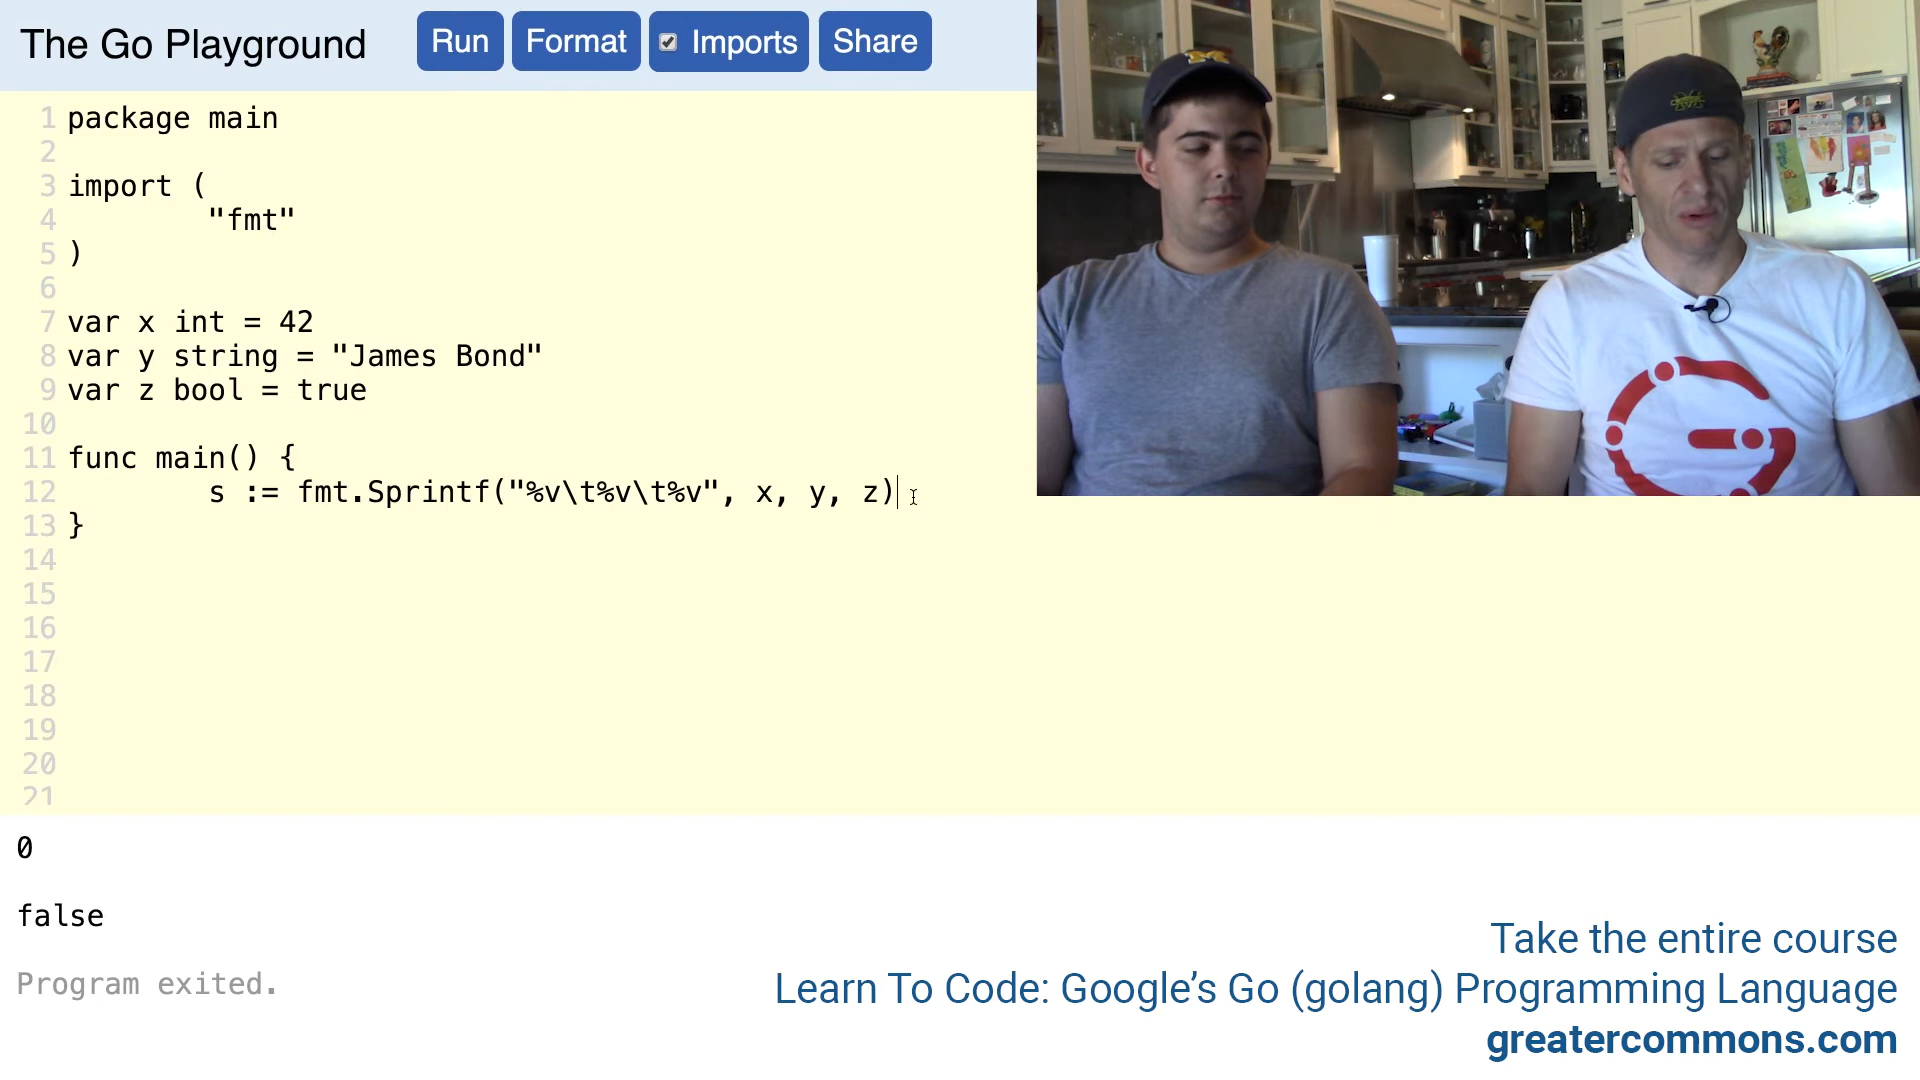 The Go Playground
Run
Format
Imports
Share
1 package main
2
3 import (
4 "fmt"
5 )
6
7 var x int = 42
8 var y string = "James Bond"
9 var z bool = true
10
11 func main() {
12 s := fmt.Sprintf("%v\t%v\t%v", x, y, z)
13 }
14
15
16
17
18
19
20
21
0
false
Program exited.
Take the entire course
Learn To Code: Google’s Go (golang) Programming Language
greatercommons.com